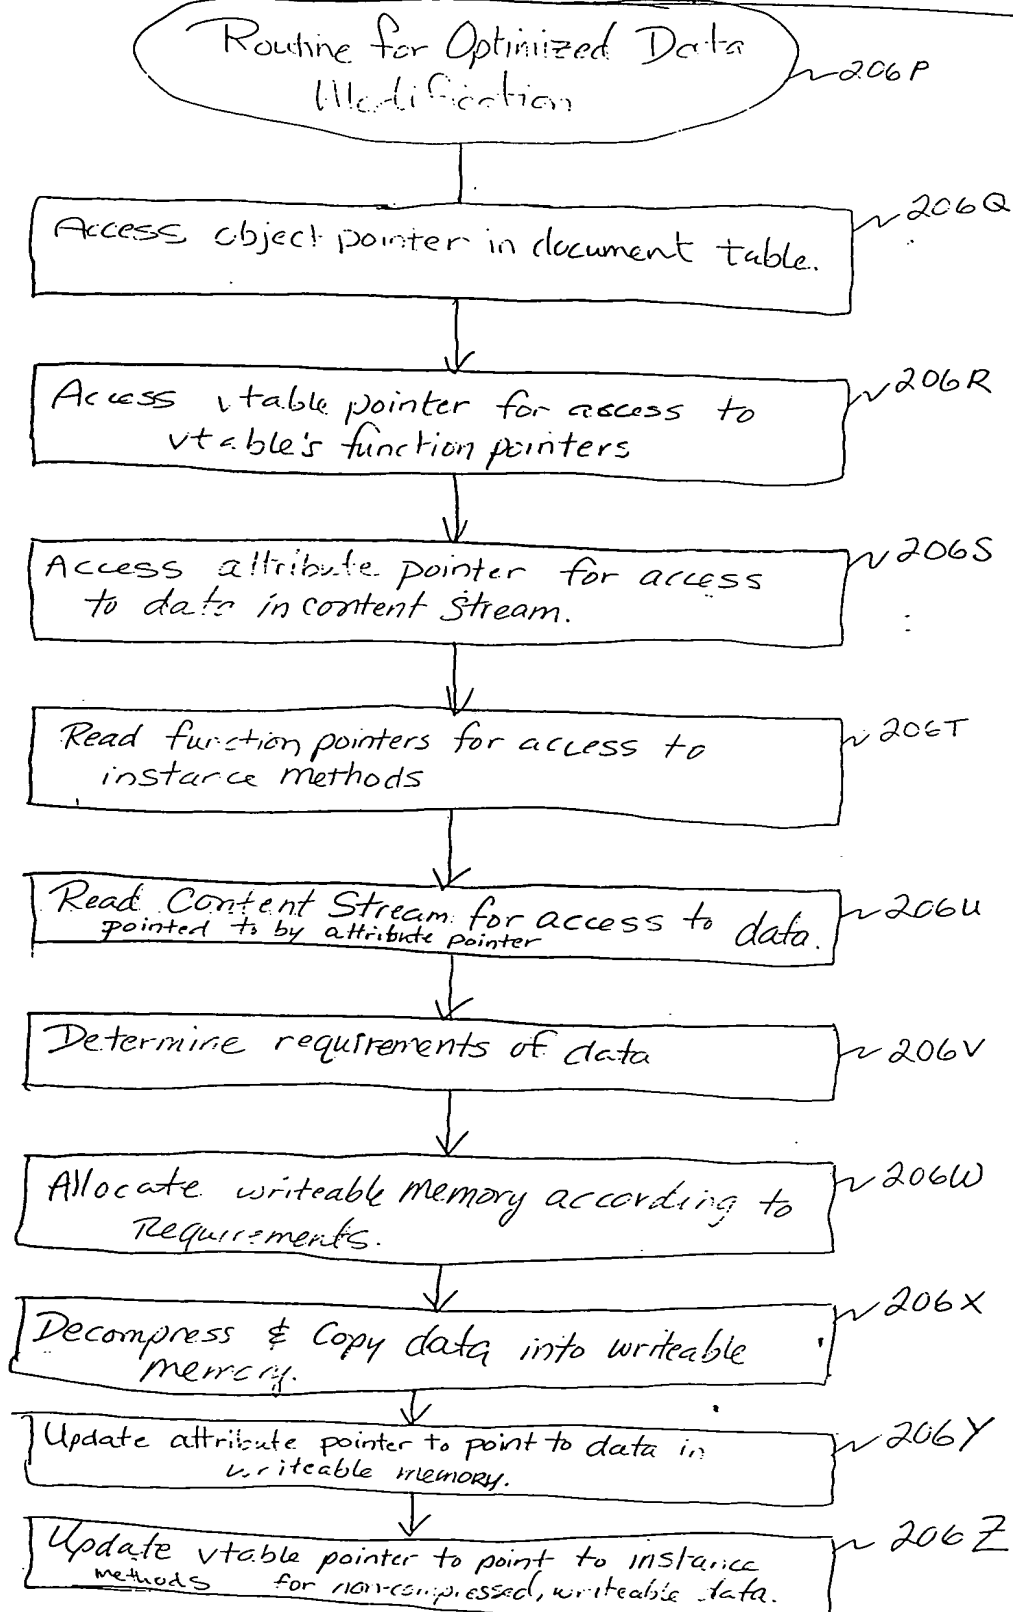 Routine for Optimized Data
Modification
206P
Access object pointer in document table.
206Q
Access vtable pointer for access to
vtable's function pointers
206R
Access attribute pointer for access
to data in content stream.
206S
Read function pointers for access to
instance methods
206T
Read Content Stream for access to data.
pointed to by attribute pointer
206U
Determine requirements of data
206V
Allocate writeable memory according to
Requirements.
206W
Decompress & Copy data into writeable
memory.
206X
Update attribute pointer to point to data in
writeable memory.
206Y
Update vtable pointer to point to instance
methods for non-compressed, writeable data.
206Z